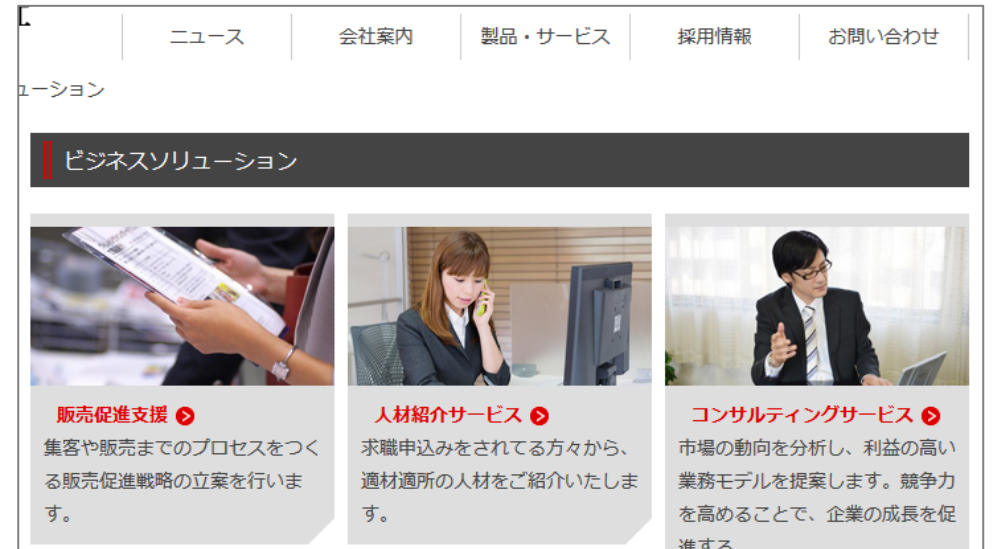 ニュース
会社案内
製品・サービス
採用情報
お問い合わせ
ューション
ビジネスソリューション
販売促進支援
集客や販売までのプロセスをつく
る販売促進戦略の立案を行いま
す。
人材紹介サービス
求職申込みをされてる方々から、
適材適所の人材をご紹介いたしま
す。
コンサルティングサービス
市場の動向を分析し、利益の高い
業務モデルを提案します。競争力
を高めることで、企業の成長を促
進する